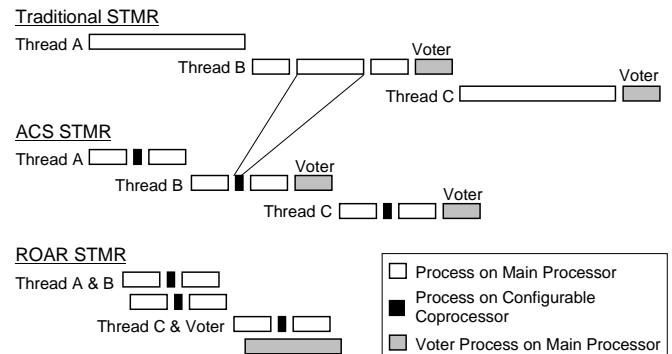 Traditional STMR
Thread A
Voter
Thread B
Voter
Thread C
ACS STMR
Thread A
Voter
Thread B
Voter
Thread C
ROAR STMR
Thread A & B
Thread C & Voter
Process on Main Processor
Process on Configurable
Coprocessor
Voter Process on Main Processor